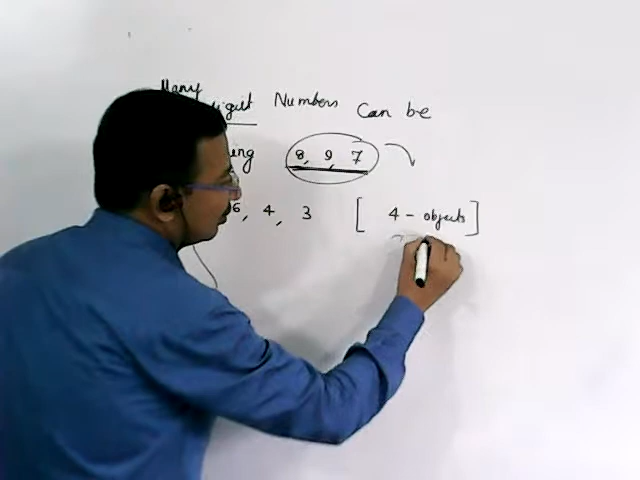 Many
digit Numbers Can be
ing 8, 9, 7
6, 4, 3 [ 4 - objects ]